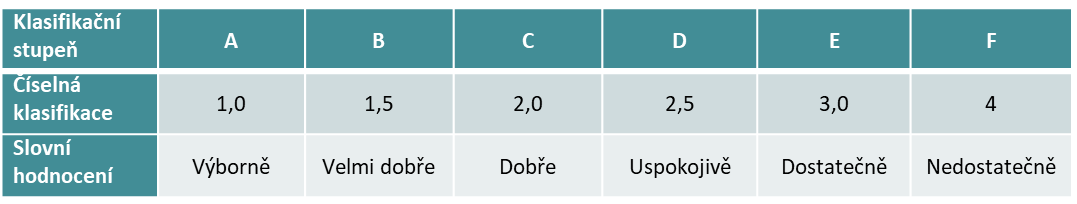 Klasifikační stupeň A B C D E F
Číselná klasifikace 1,0 1,5 2,0 2,5 3,0 4
Slovní hodnocení Výborně Velmi dobře Dobře Uspokojivě Dostatečně Nedostatečně